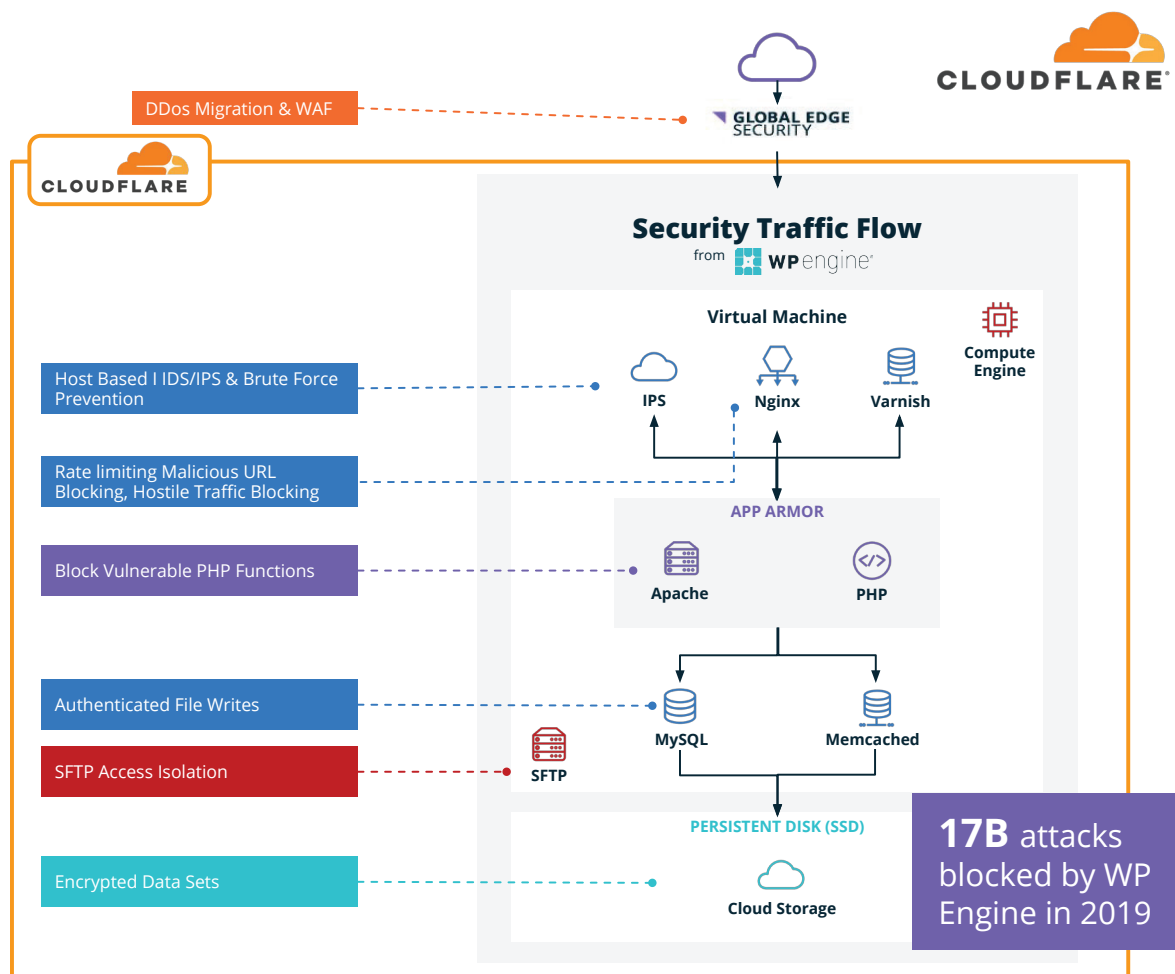 CLOUDFLARE®
DDos Migration & WAF
GLOBAL EDGE
SECURITY
CLOUDFLARE
Security Traffic Flow
from WPengine®
Virtual Machine
Compute
Engine
Host Based I IDS/IPS & Brute Force
Prevention
IPS
Nginx
Varnish
Rate limiting Malicious URL
Blocking, Hostile Traffic Blocking
APP ARMOR
Block Vulnerable PHP Functions
Apache
PHP
Authenticated File Writes
MySQL
Memcached
SFTP Access Isolation
SFTP
PERSISTENT DISK (SSD)
17B attacks
blocked by WP
Engine in 2019
Encrypted Data Sets
Cloud Storage